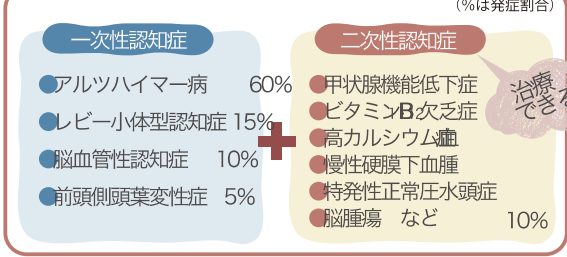 (%は発症割合)
一次性認知症
アルツハイマー病 60%
レビー小体型認知症 15%
脳血管性認知症 10%
前頭側頭葉変性症 5%
+
二次性認知症
甲状腺機能低下症
ビタミンB2欠乏症
高カルシウム血症
慢性硬膜下血腫
特発性正常圧水頭症
脳腫瘍 など 10%
治療
できる